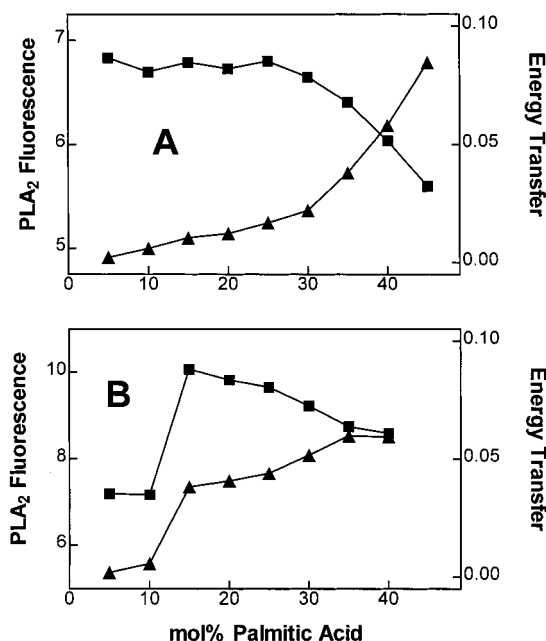 7
0.10
A
PLA2 Fluorescence
6
0.05
Energy Transfer
5
0.00
0 10 20 30 40
0.10
10
B
PLA2 Fluorescence
8
0.05
Energy Transfer
6
0.00
0 10 20 30 40
mol% Palmitic Acid